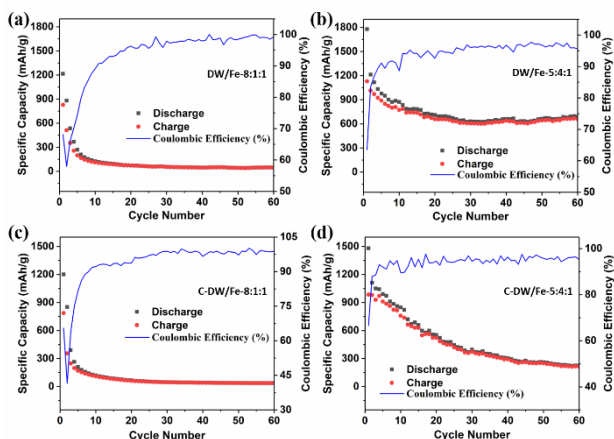 (a)
1800
1500
1200
900
600
300
0
Specific Capacity (mAh/g)
DW/Fe-8:1:1
Discharge
Charge
Coulombic Efficiency (%)
100
90
80
70
60
50
Coulombic Efficiency (%)
0 10 20 30 40 50 60
Cycle Number
(b)
1800
1500
1200
900
600
300
0
Specific Capacity (mAh/g)
DW/Fe-5:4:1
Discharge
Charge
Coulombic Efficiency (%)
100
90
80
70
60
50
Coulombic Efficiency (%)
0 10 20 30 40 50 60
Cycle Number
(c)
1500
1200
900
600
300
0
Specific Capacity (mAh/g)
C-DW/Fe-8:1:1
Discharge
Charge
Coulombic Efficiency (%)
105
90
75
60
45
30
Coulombic Efficiency (%)
0 10 20 30 40 50 60
Cycle Number
(d)
1500
1200
900
600
300
0
Specific Capacity (mAh/g)
C-DW/Fe-5:4:1
Discharge
Charge
Coulombic Efficiency (%)
100
90
80
70
60
50
40
30
Coulombic Efficiency (%)
0 10 20 30 40 50 60
Cycle Number